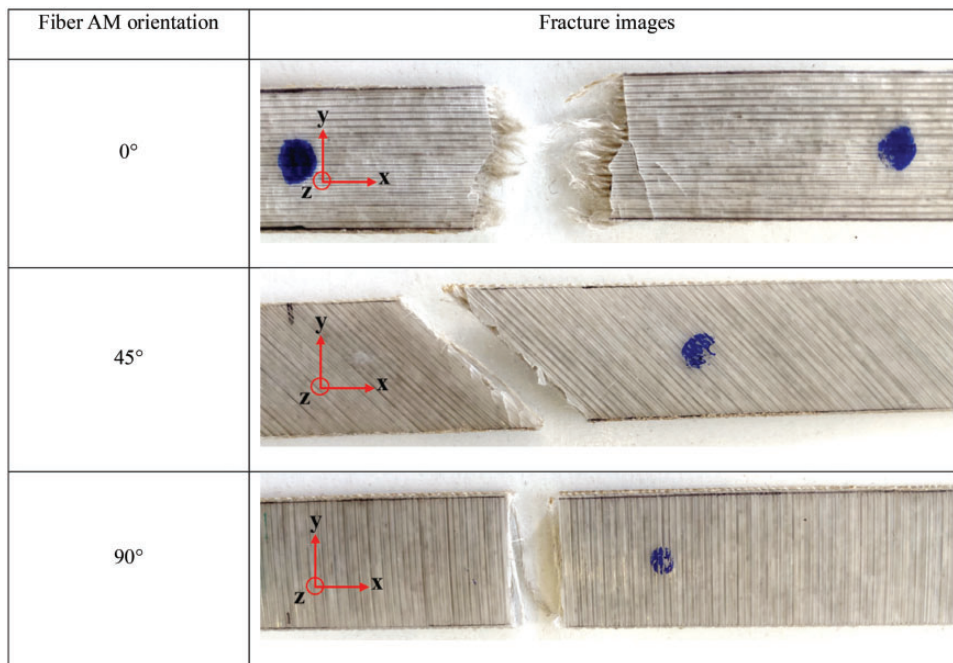 Fiber AM orientation
Fracture images
0°
y
z
x
45°
y
z
x
90°
y
z
x